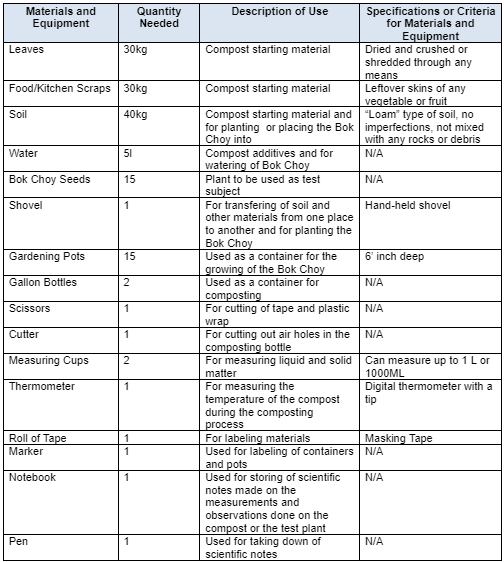 Materials and Equipment | Quantity Needed | Description of Use | Specifications or Criteria for Materials and Equipment
Leaves | 30kg | Compost starting material | Dried and crushed or shredded through any means
Food/Kitchen Scraps | 30kg | Compost starting material | Leftover skins of any vegetable or fruit
Soil | 40kg | Compost starting material and for planting or placing the Bok Choy into | “Loam” type of soil, no imperfections, not mixed with any rocks or debris
Water | 5l | Compost additives and for watering of Bok Choy | N/A
Bok Choy Seeds | 15 | Plant to be used as test subject | N/A
Shovel | 1 | For transfering of soil and other materials from one place to another and for planting the Bok Choy | Hand-held shovel
Gardening Pots | 15 | Used as a container for the growing of the Bok Choy | 6’ inch deep
Gallon Bottles | 2 | Used as a container for composting | N/A
Scissors | 1 | For cutting of tape and plastic wrap | N/A
Cutter | 1 | For cutting out air holes in the composting bottle | N/A
Measuring Cups | 2 | For measuring liquid and solid matter | Can measure up to 1 L or 1000ML
Thermometer | 1 | For measuring the temperature of the compost during the composting process | Digital thermometer with a tip
Roll of Tape | 1 | For labeling materials | Masking Tape
Marker | 1 | Used for labeling of containers and pots | N/A
Notebook | 1 | Used for storing of scientific notes made on the measurements and observations done on the compost or the test plant | N/A
Pen | 1 | Used for taking down of scientific notes | N/A